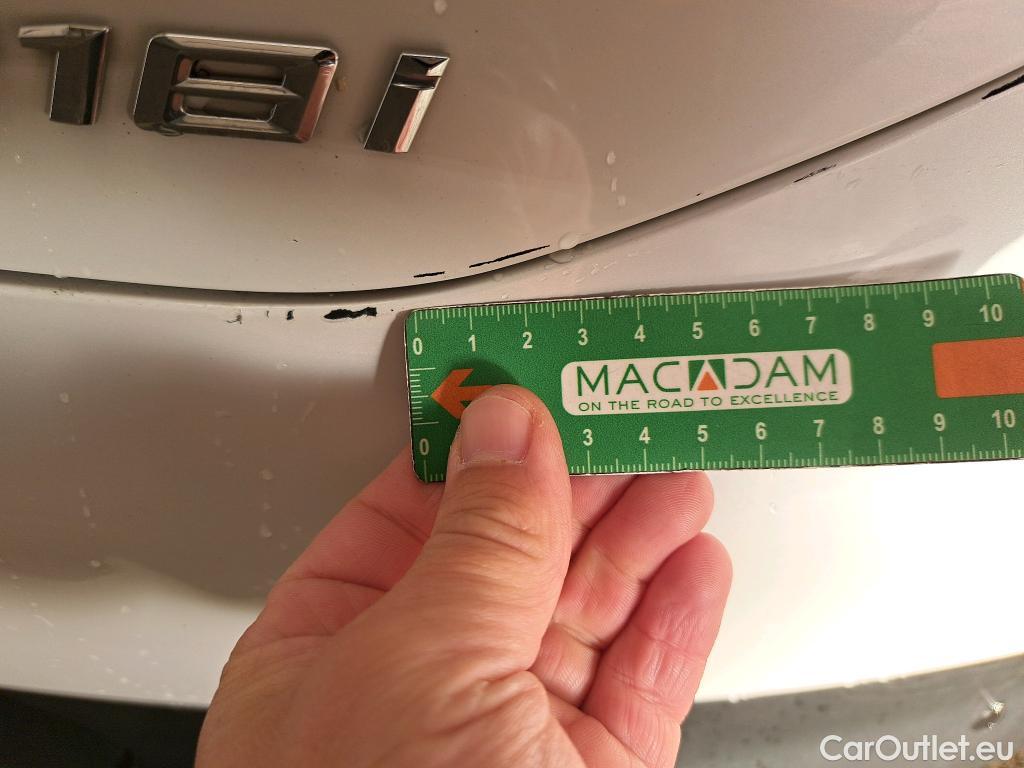 18i
0 1 2 3 4 5 6 7 8 9 10
MACADAM
ON THE ROAD TO EXCELLENCE
0 3 4 5 6 7 8 9 10
CarOutlet.eu